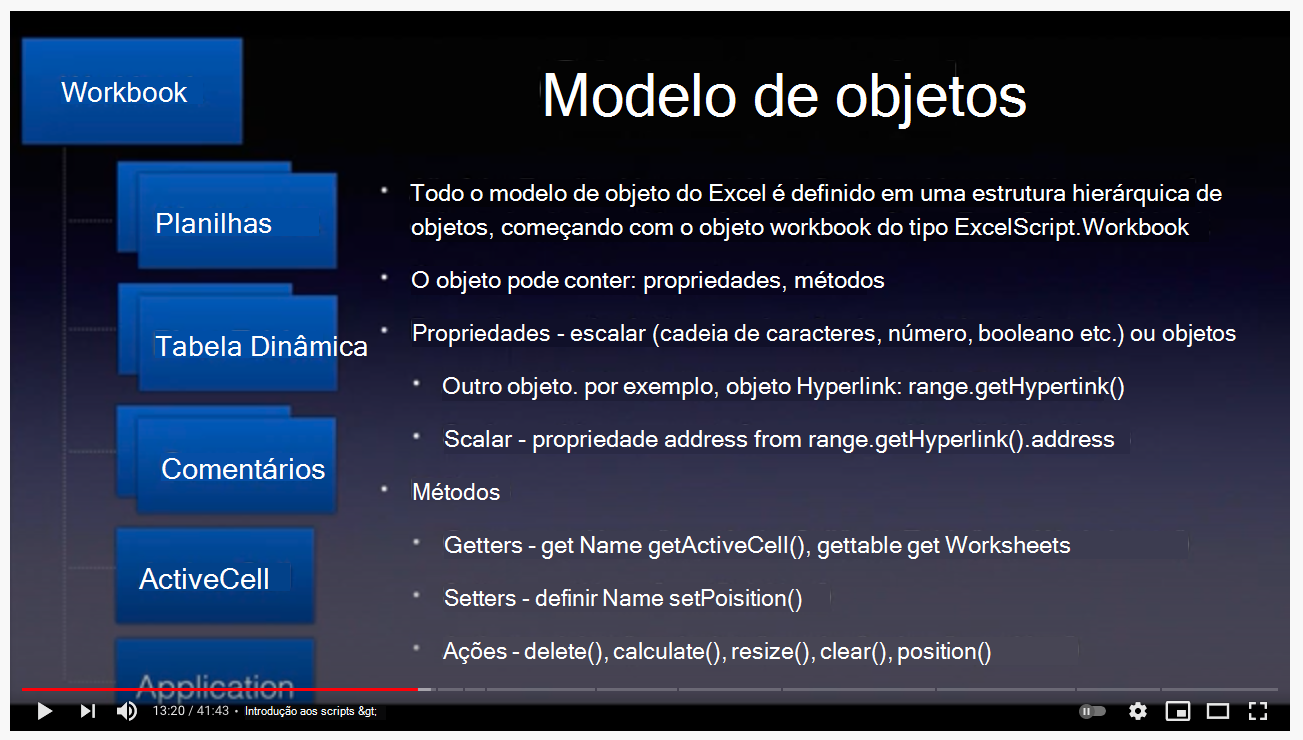 Workbook
Modelo de objetos
Planilhas
Tabela Dinâmica
Comentários
ActiveCell
Application
• Todo o modelo de objeto do Excel é definido em uma estrutura hierárquica de
objetos, começando com o objeto workbook do tipo ExcelScript.Workbook
• O objeto pode conter: propriedades, métodos
• Propriedades - escalar (cadeia de caracteres, número, booleano etc.) ou objetos
• Outro objeto. por exemplo, objeto Hyperlink: range.getHypertink()
• Scalar - propriedade address from range.getHyperlink().address
• Métodos
• Getters - get Name getActiveCell(), gettable get Worksheets
• Setters - definir Name setPoisition()
• Ações - delete(), calculate(), resize(), clear(), position()
13:20 / 41:43 • Introdução aos scripts &gt;